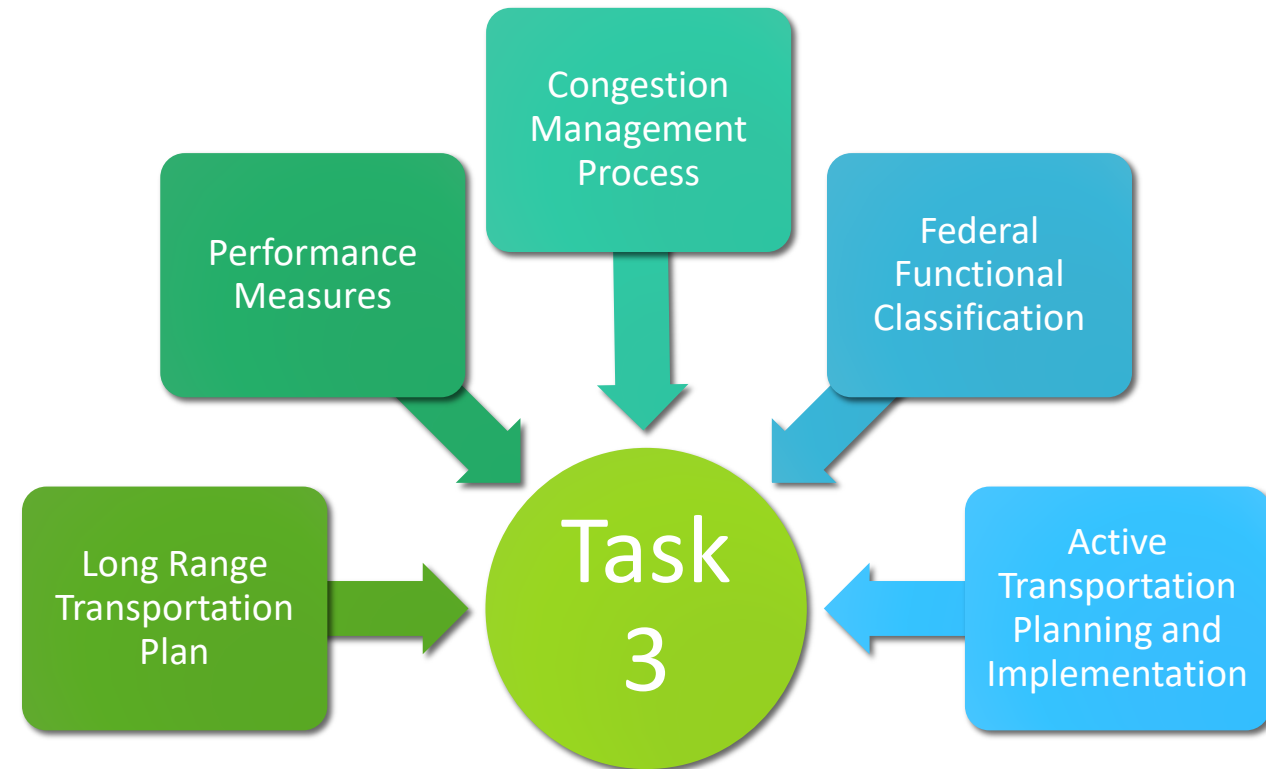 Congestion
Management
Process
Performance
Measures
Federal
Functional
Classification
Long Range
Transportation
Plan
Task
3
Active
Transportation
Planning and
Implementation